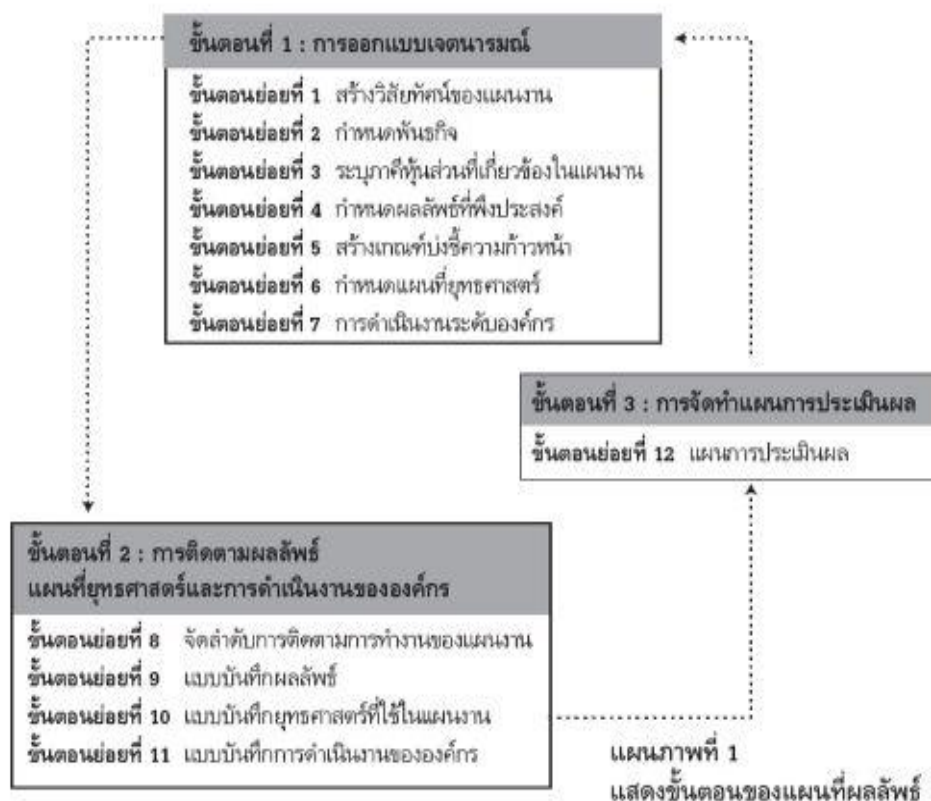 ขั้นตอนที่ 1 : การออกแบบเจตนารมณ์
ขั้นตอนย่อยที่ 1 สร้างวิสัยทัศน์ของแผนงาน
ขั้นตอนย่อยที่ 2 กำหนดพันธกิจ
ขั้นตอนย่อยที่ 3 ระบุภาคีหุ้นส่วนที่เกี่ยวข้องในแผนงาน
ขั้นตอนย่อยที่ 4 กำหนดผลลัพธ์ที่พึงประสงค์
ขั้นตอนย่อยที่ 5 สร้างเกณฑ์บ่งชี้ความก้าวหน้า
ขั้นตอนย่อยที่ 6 กำหนดแผนที่ยุทธศาสตร์
ขั้นตอนย่อยที่ 7 การดำเนินงานระดับองค์กร
ขั้นตอนที่ 3 : การจัดทำแผนการประเมินผล
ขั้นตอนย่อยที่ 12 แผนการประเมินผล
ขั้นตอนที่ 2 : การติดตามผลลัพธ์
แผนที่ยุทธศาสตร์และการดำเนินงานขององค์กร
ขั้นตอนย่อยที่ 8 จัดลำดับการติดตามการทำงานของแผนงาน
ขั้นตอนย่อยที่ 9 แบบบันทึกผลลัพธ์
ขั้นตอนย่อยที่ 10 แบบบันทึกยุทธศาสตร์ที่ใช้ในแผนงาน
ขั้นตอนย่อยที่ 11 แบบบันทึกการดำเนินงานขององค์กร
แผนภาพที่ 1
แสดงขั้นตอนของแผนที่ผลลัพธ์